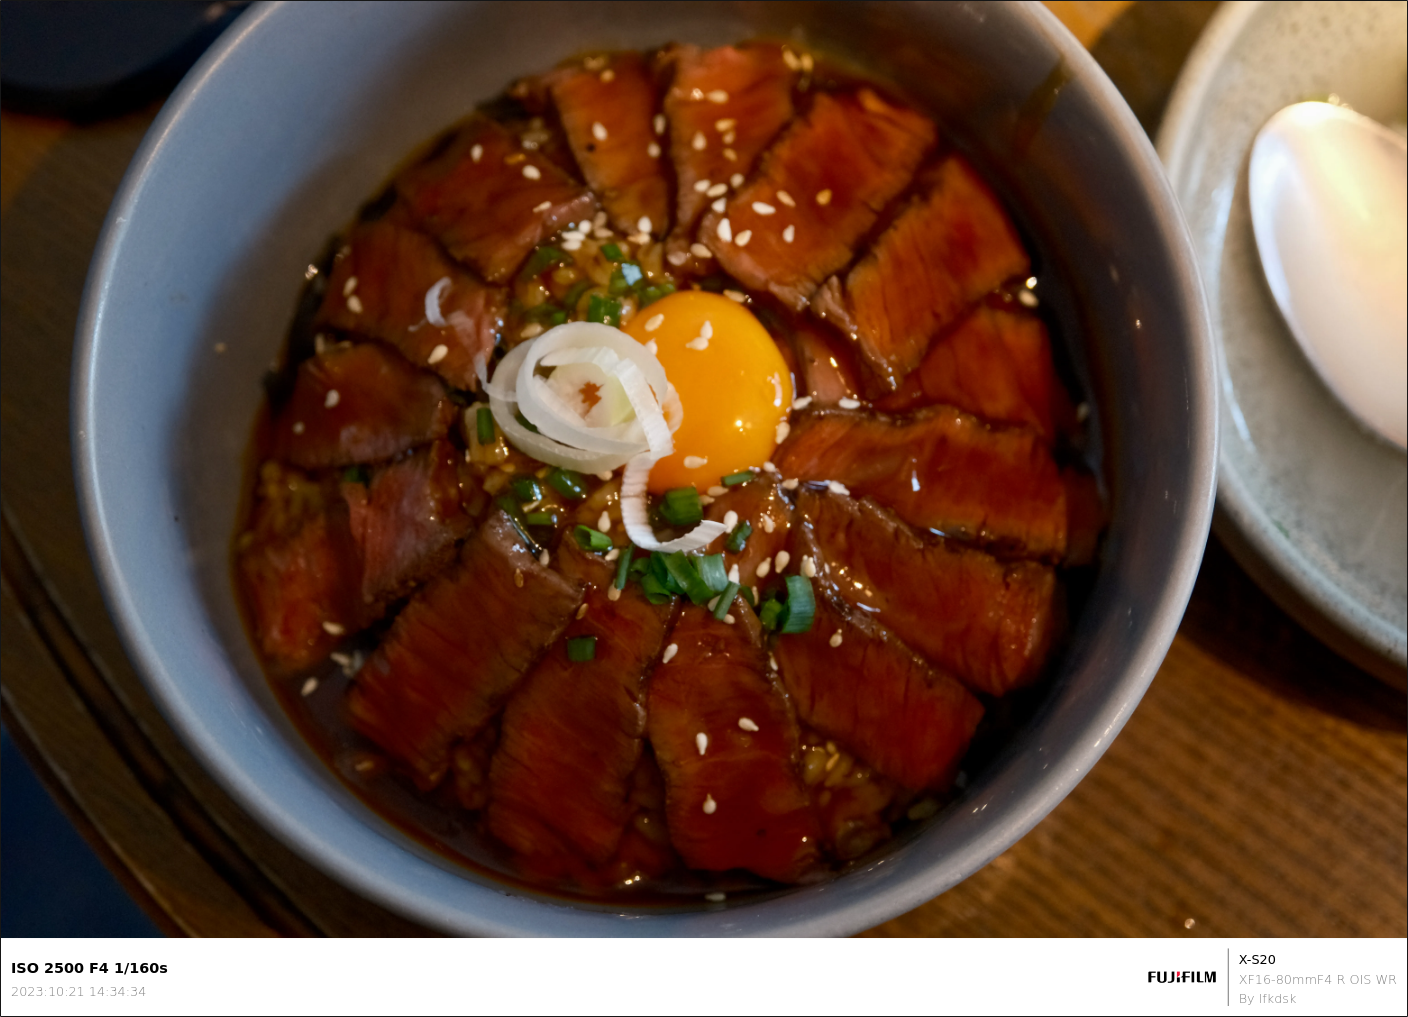 ISO 2500 F4 1/160s
2023:10:21 14:34:34
FUJIFILM
X-S20
XF16-80mmF4 R OIS WR
By lfkdsk